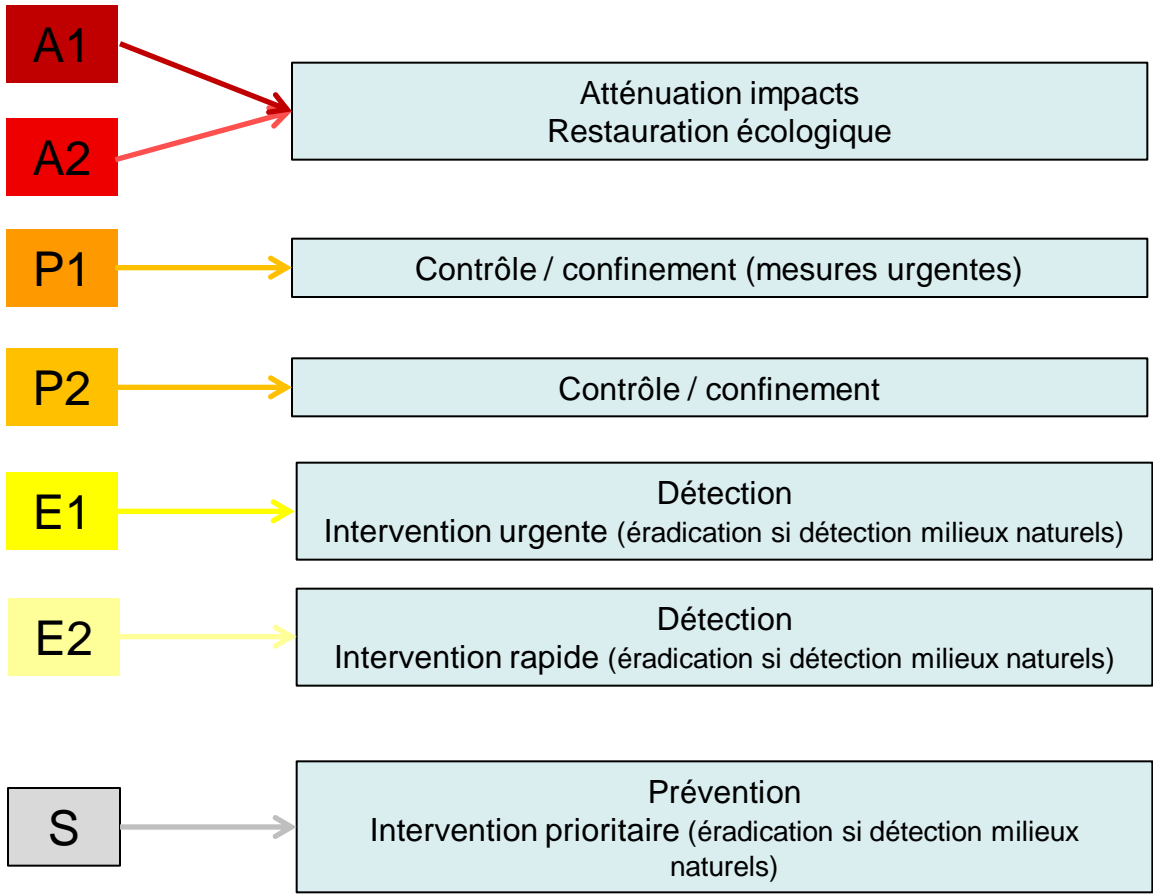 A1
Atténuation impacts
Restauration écologique
A2
P1
Contrôle / confinement (mesures urgentes)
P2
Contrôle / confinement
E1
Détection
Intervention urgente (éradication si détection milieux naturels)
E2
Détection
Intervention rapide (éradication si détection milieux naturels)
S
Prévention
Intervention prioritaire (éradication si détection milieux
naturels)